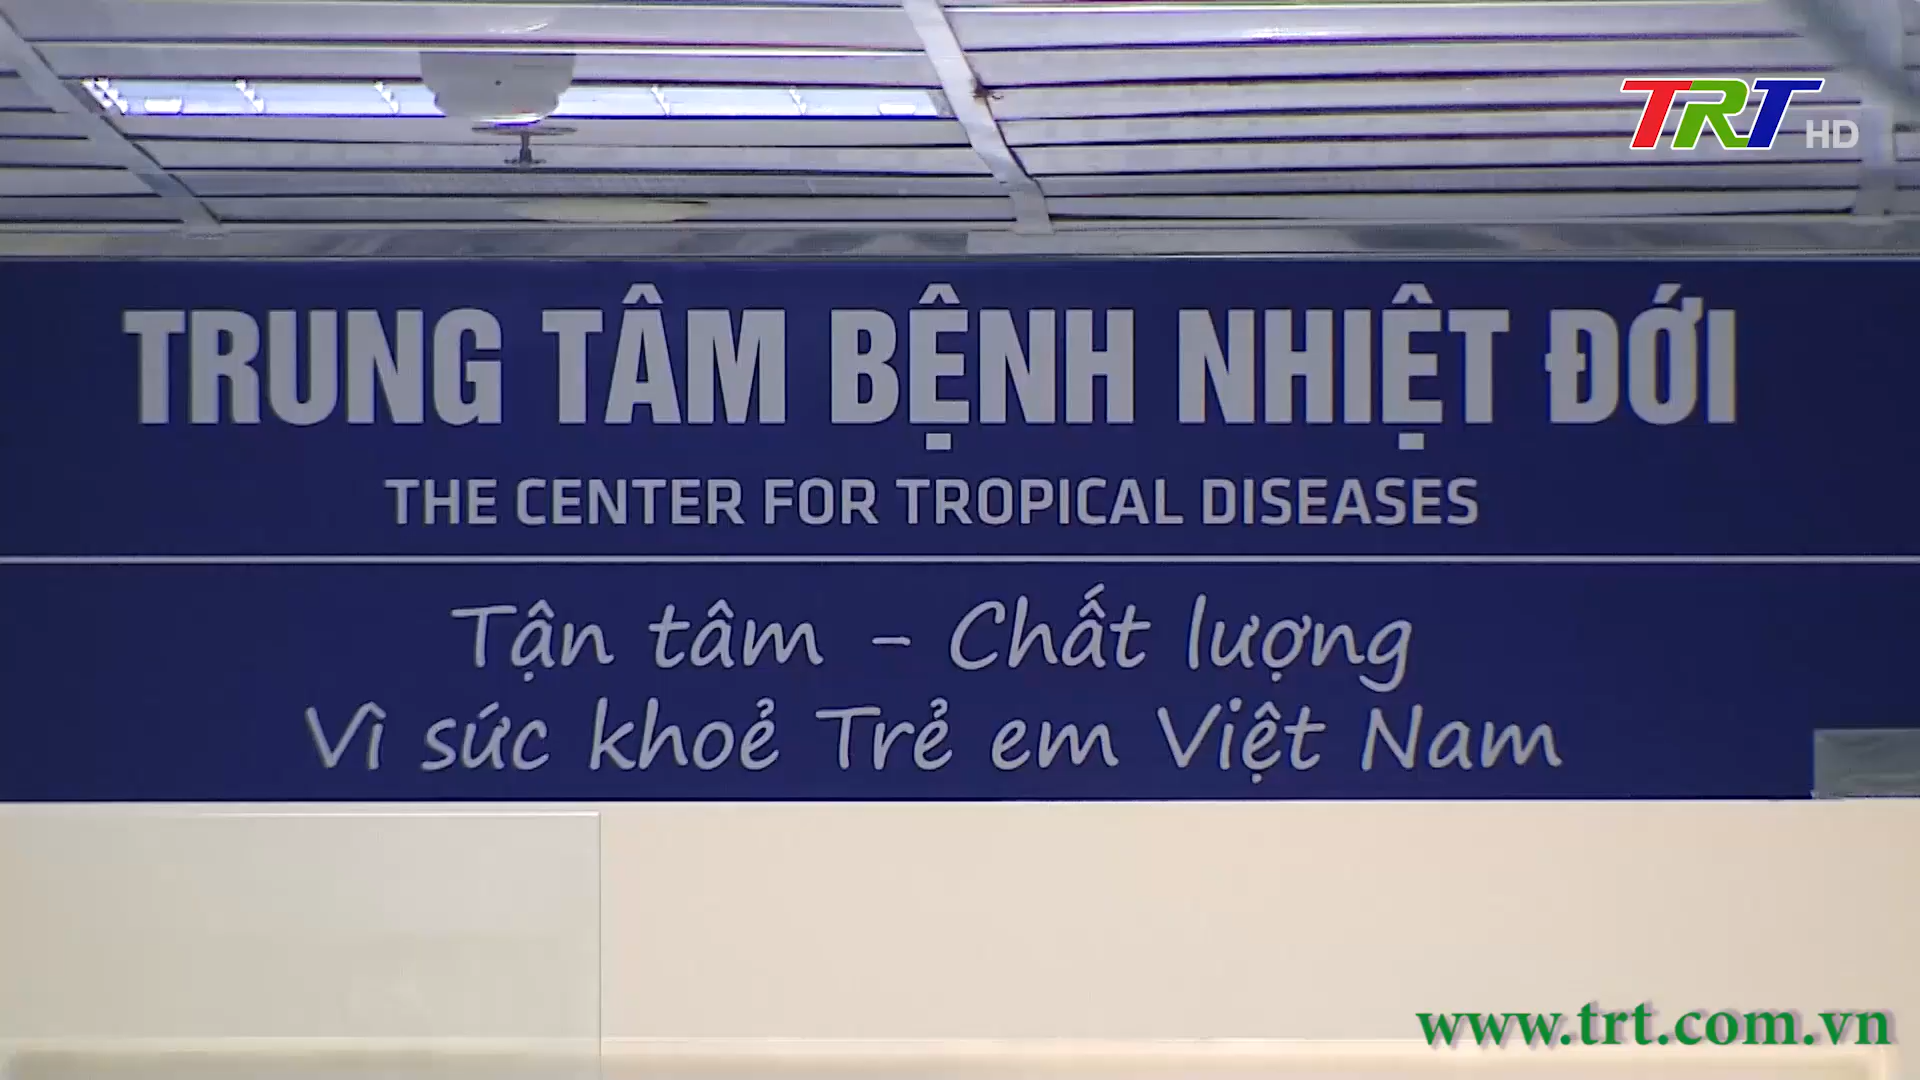 TRT HD
TRUNG TÂM BỆNH NHIỆT ĐỚI
THE CENTER FOR TROPICAL DISEASES
Tận tâm - Chất lượng
Vì sức khoẻ Trẻ em Việt Nam
www.trt.com.vn